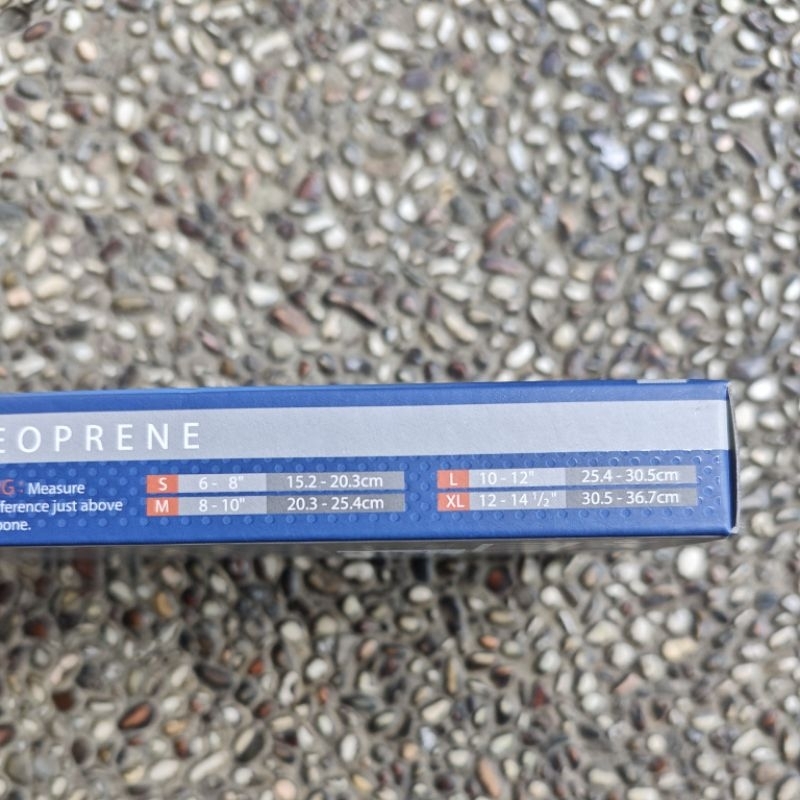 EOPRENE
G: Measure
ference just above
bone.
S 6 - 8" 15.2 - 20.3cm
M 8 - 10" 20.3 - 25.4cm
L 10 - 12" 25.4 - 30.5cm
XL 12 - 14 1/2" 30.5 - 36.7cm